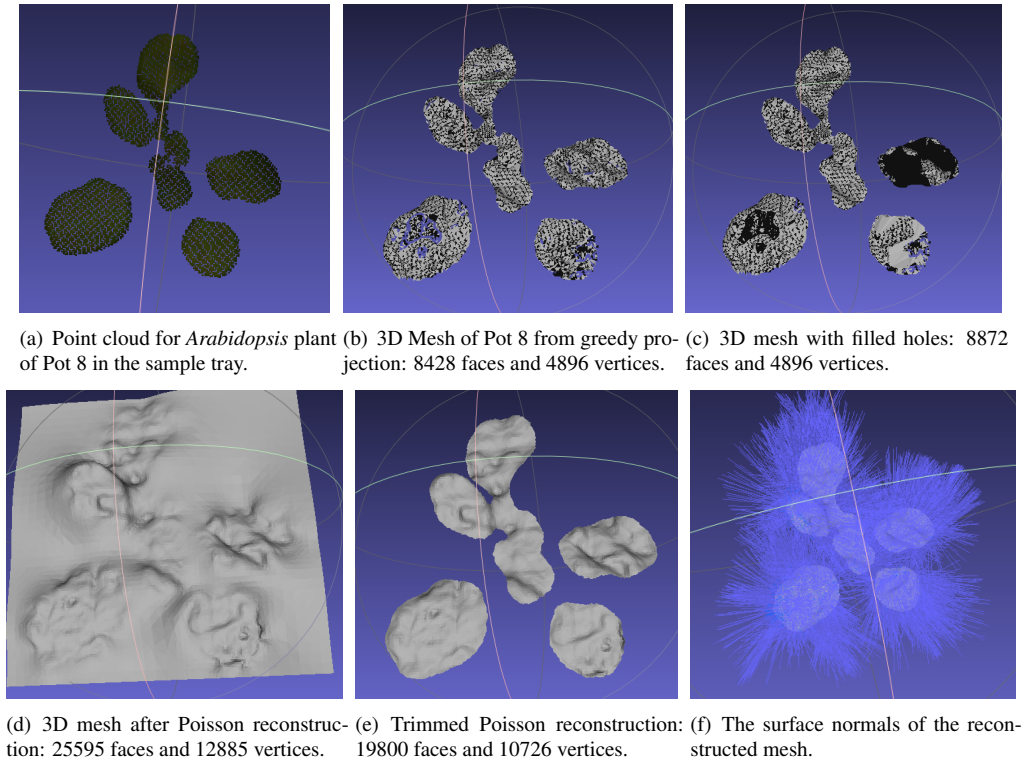 (a) Point cloud for Arabidopsis plant
of Pot 8 in the sample tray.
(b) 3D Mesh of Pot 8 from greedy pro-
jection: 8428 faces and 4896 vertices.
(c) 3D mesh with filled holes: 8872
faces and 4896 vertices.
(d) 3D mesh after Poisson reconstruc-
tion: 25595 faces and 12885 vertices.
(e) Trimmed Poisson reconstruction:
19800 faces and 10726 vertices.
(f) The surface normals of the recon-
structed mesh.